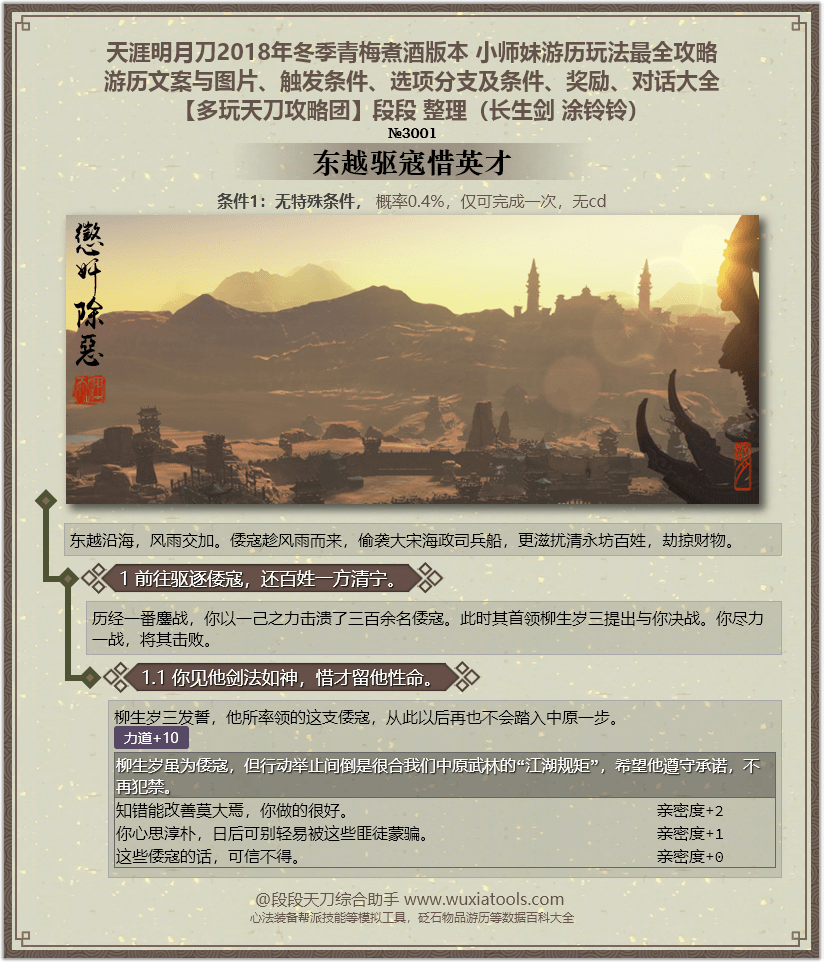 天涯明月刀2018年冬季青梅煮酒版本 小师妹游历玩法最全攻略
游历文案与图片、触发条件、选项分支及条件、奖励、对话大全
【多玩天刀攻略团】段段 整理（长生剑 涂铃铃）
№3001
东越驱寇惜英才
条件1：无特殊条件， 概率0.4%，仅可完成一次，无cd
懲奸除惡
东越沿海，风雨交加。倭寇趁风雨而来，偷袭大宋海政司兵船，更滋扰清永坊百姓，劫掠财物。
1 前往驱逐倭寇，还百姓一方清宁。
历经一番鏖战，你以一己之力击溃了三百余名倭寇。此时其首领柳生岁三提出与你决战。你尽力
一战，将其击败。
1.1 你见他剑法如神，惜才留他性命。
柳生岁三发誓，他所率领的这支倭寇，从此以后再也不会踏入中原一步。
力道+10
柳生岁虽为倭寇，但行动举止间倒是很合我们中原武林的“江湖规矩”，希望他遵守承诺，不
再犯禁。
知错能改善莫大焉，你做的很好。 亲密度+2
你心思淳朴，日后可别轻易被这些匪徒蒙骗。 亲密度+1
这些倭寇的话，可信不得。 亲密度+0
@段段天刀综合助手 www.wuxiatools.com
心法装备帮派技能等模拟工具，砭石物品游历等数据百科大全